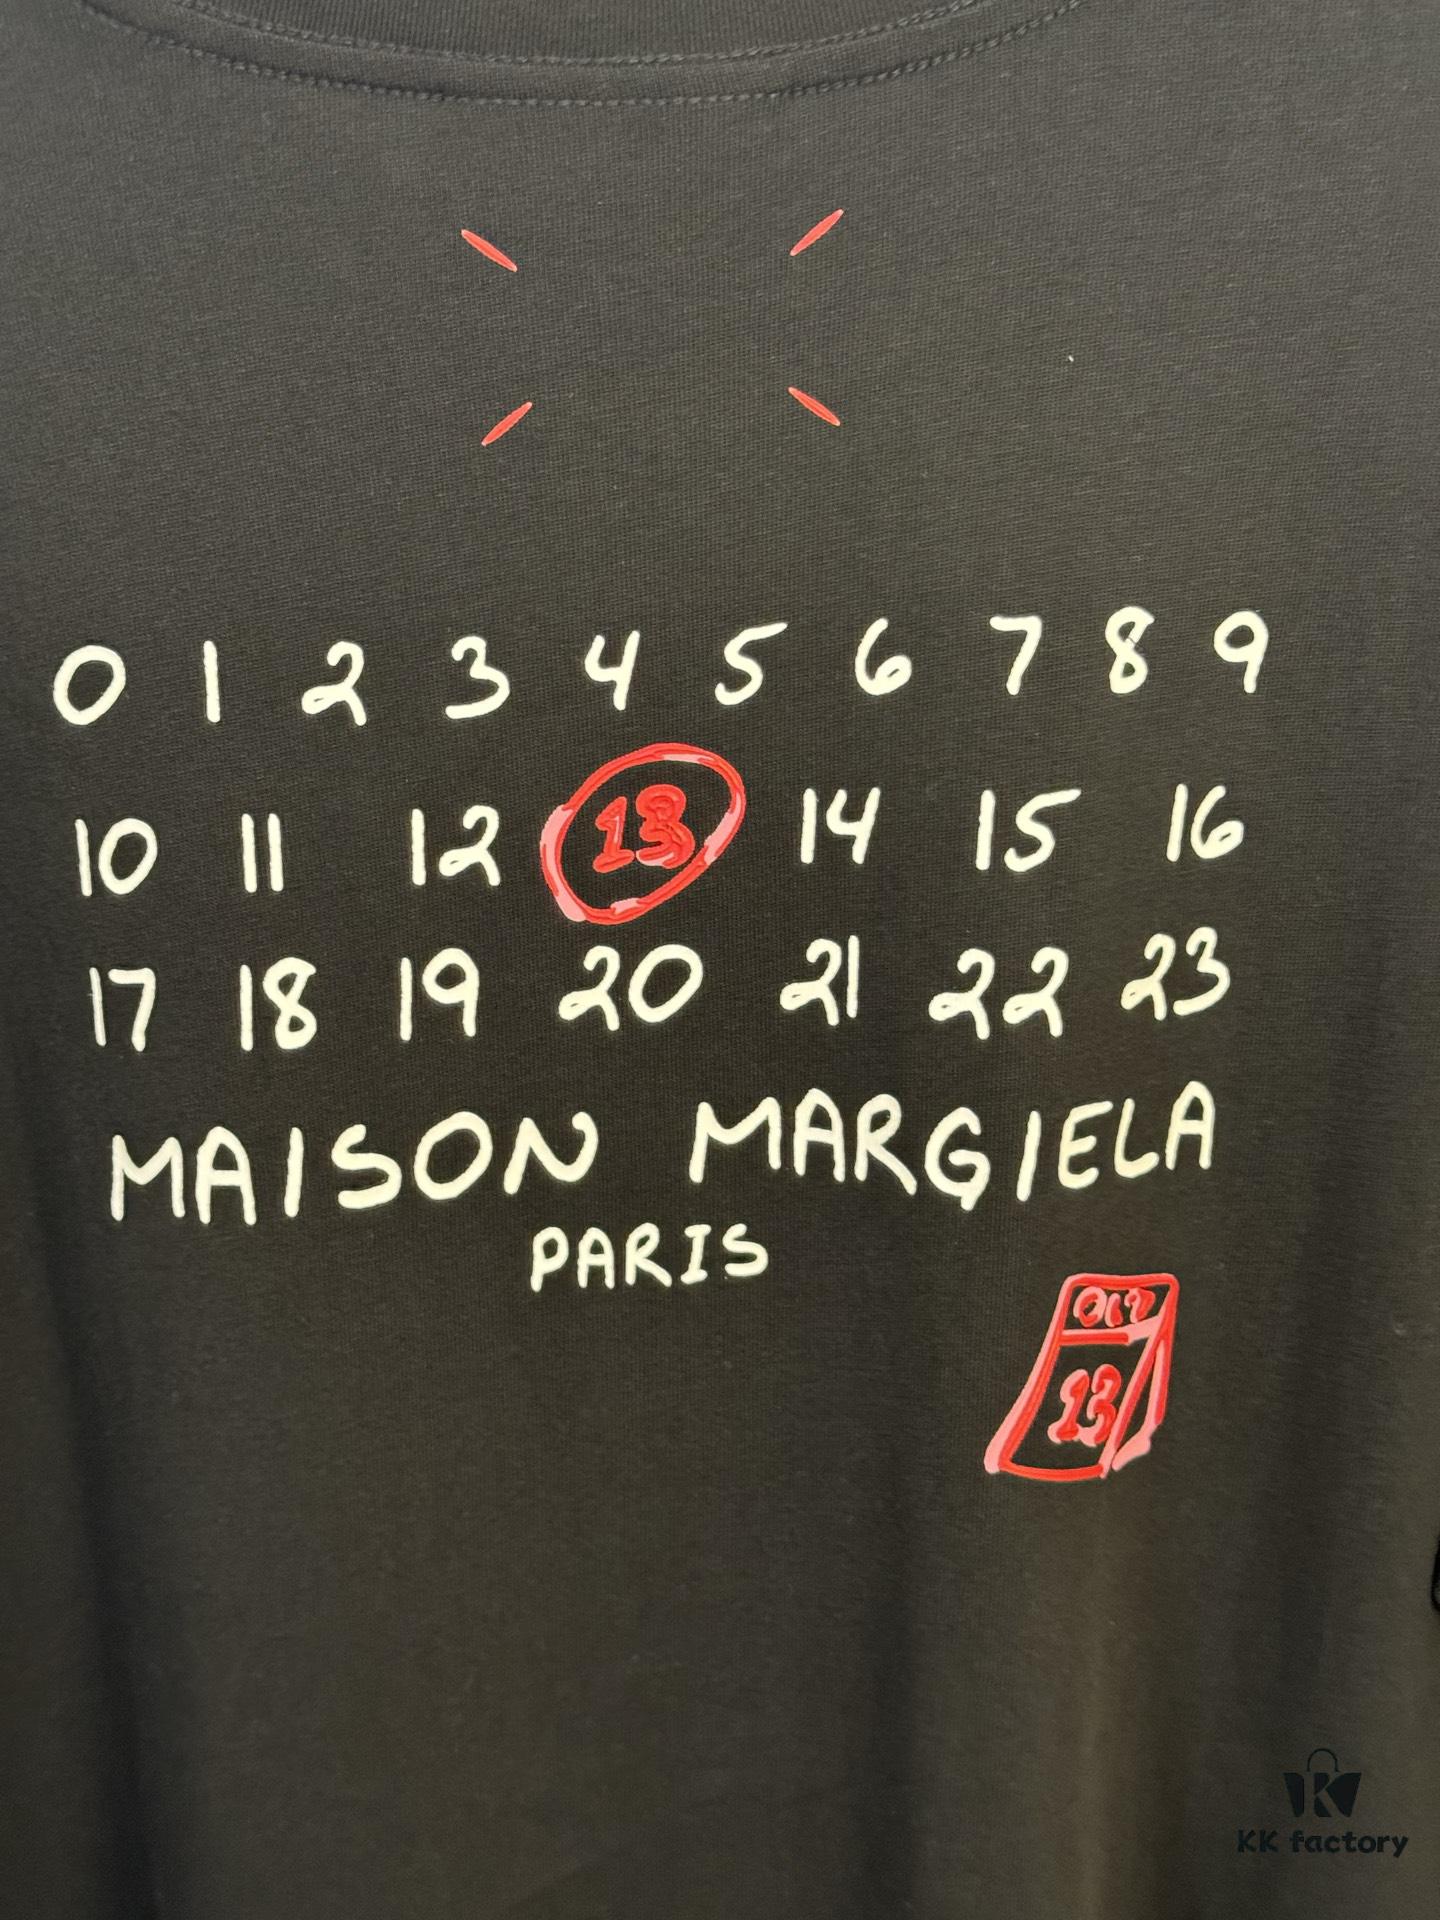 0 1 2 3 4 5 6 7 8 9
10 11 12 13 14 15 16
17 18 19 20 21 22 23
MAISON MARGIELA
PARIS
13
KK factory